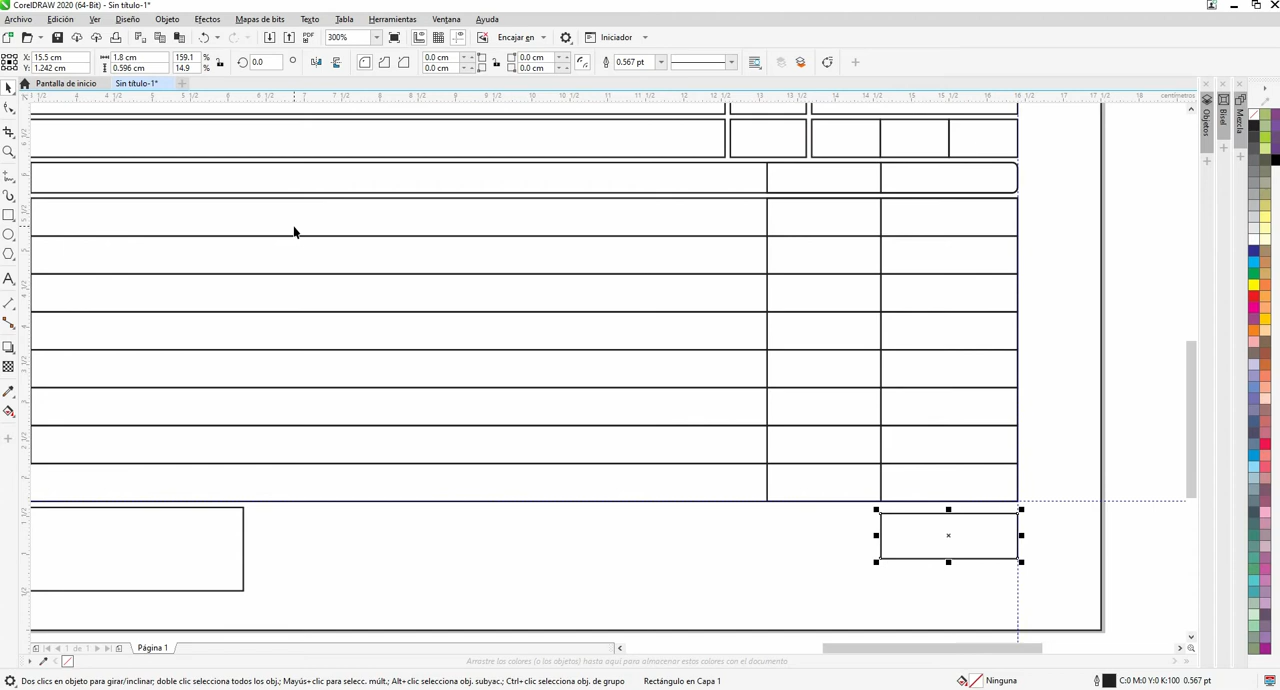 CorelDRAW 2020 (64-Bit) - Sin título-1*
Archivo Edición Ver Diseño Objeto Efectos Mapas de bits Texto Tabla Herramientas Ventana Ayuda
300% Encajar en Iniciador
X: 15.5 cm 1.8 cm 159.1 % 0.0 0.0 cm 0.0 cm 0.567 pt
Y: 1.242 cm 0.596 cm 14.9 % 0.0 cm 0.0 cm
Pantalla de inicio Sin título-1*
centímetros
Objetos
Bisel
Mezcla
1 de 1 Página 1
Arrastre los colores (o los objetos) hasta aquí para almacenar estos colores con el documento
Dos clics en objeto para girar/inclinar; doble clic selecciona todos los obj.; Mayús+clic para selecc. múlt.; Alt+clic selecciona obj. subyac.; Ctrl+clic selecciona obj. de grupo Rectángulo en Capa 1 Ninguna C:0 M:0 Y:0 K:100 0.567 pt